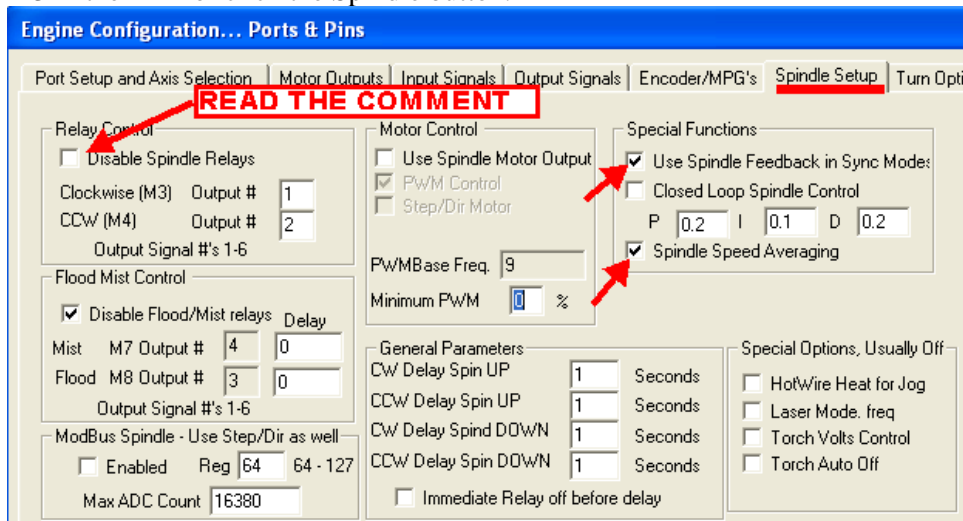 Engine Configuration... Ports & Pins
Port Setup and Axis Selection Motor Outputs Input Signals Output Signals Encoder/MPG's Spindle Setup Turn Opti
READ THE COMMENT
Relay Control
Disable Spindle Relays
Clockwise (M3) Output # 1
CCW (M4) Output # 2
Output Signal #'s 1-6
Flood Mist Control
Disable Flood/Mist relays Delay
Mist M7 Output # 4 0
Flood M8 Output # 3 0
Output Signal #'s 1-6
ModBus Spindle - Use Step/Dir as well
Enabled Reg 64 64 - 127
Max ADC Count 16380
Motor Control
Use Spindle Motor Output
PWM Control
Step/Dir Motor
PWMBase Freq. 9
Minimum PWM 0 %
General Parameters
CW Delay Spin UP 1 Seconds
CCW Delay Spin UP 1 Seconds
CW Delay Spind DOWN 1 Seconds
CCW Delay Spin DOWN 1 Seconds
Immediate Relay off before delay
Special Functions
Use Spindle Feedback in Sync Modes
Closed Loop Spindle Control
P 0.2 I 0.1 D 0.2
Spindle Speed Averaging
Special Options, Usually Off
HotWire Heat for Jog
Laser Mode. freq
Torch Volts Control
Torch Auto Off